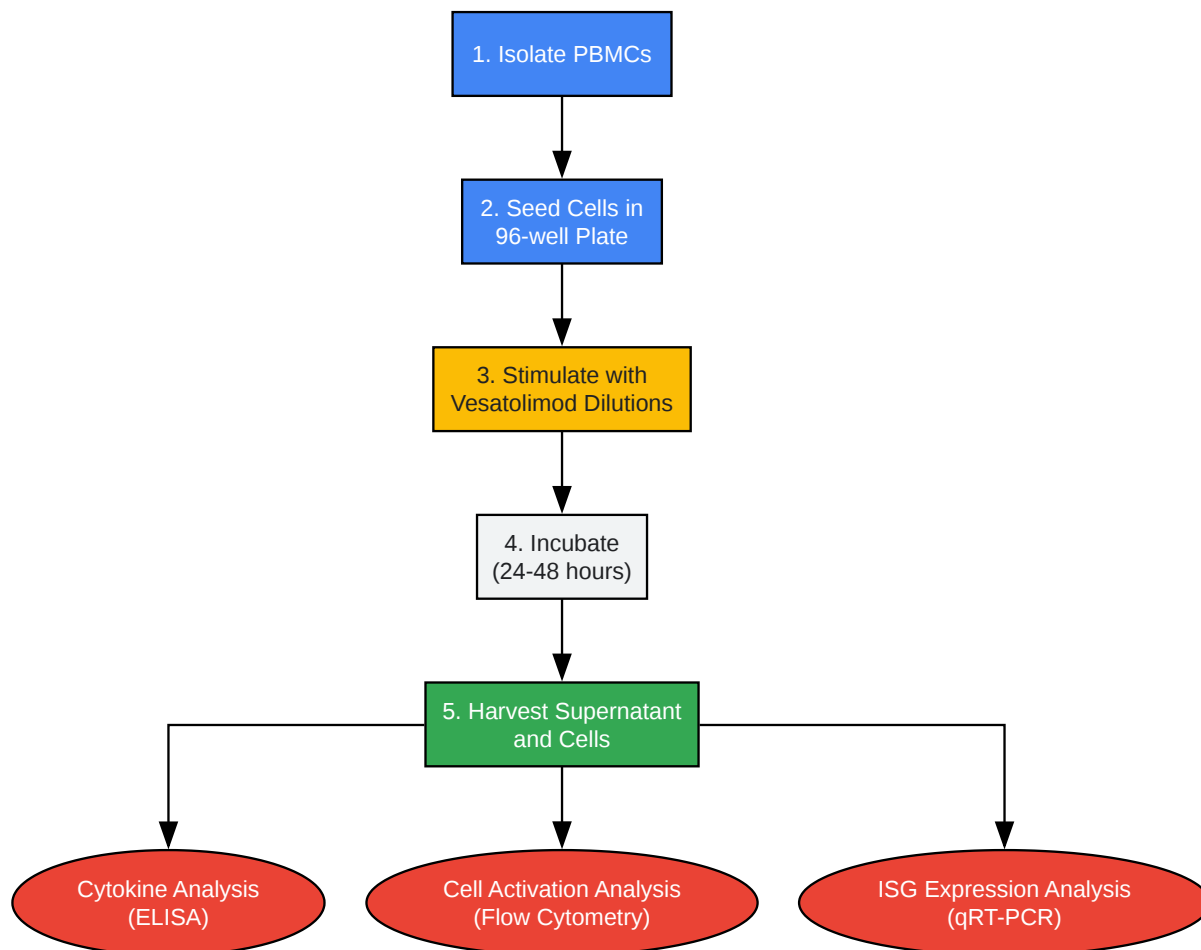 1. Isolate PBMCs
2. Seed Cells in
96-well Plate
3. Stimulate with
Vesatolimod Dilutions
4. Incubate
(24-48 hours)
5. Harvest Supernatant
and Cells
Cytokine Analysis
(ELISA)
Cell Activation Analysis
(Flow Cytometry)
ISG Expression Analysis
(qRT-PCR)